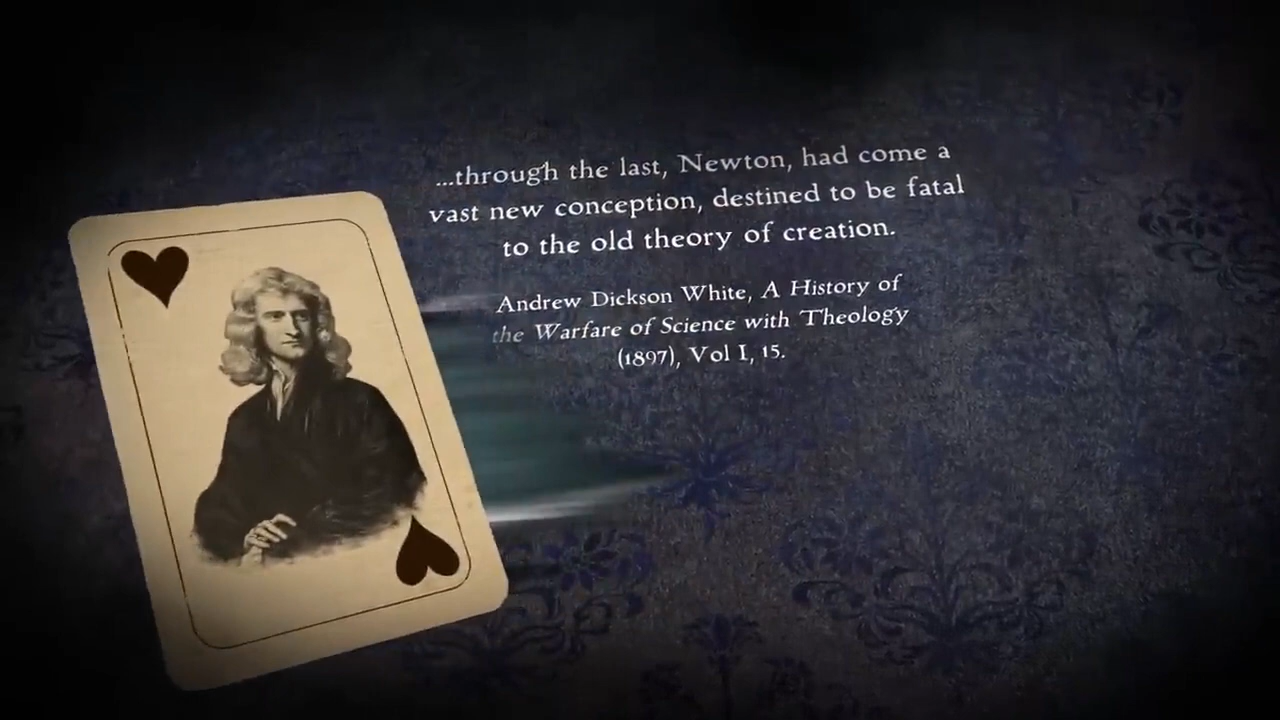 ...through the last, Newton, had come a
vast new conception, destined to be fatal
to the old theory of creation.
Andrew Dickson White, A History of
the Warfare of Science with Theology
(1897), Vol I, 15.